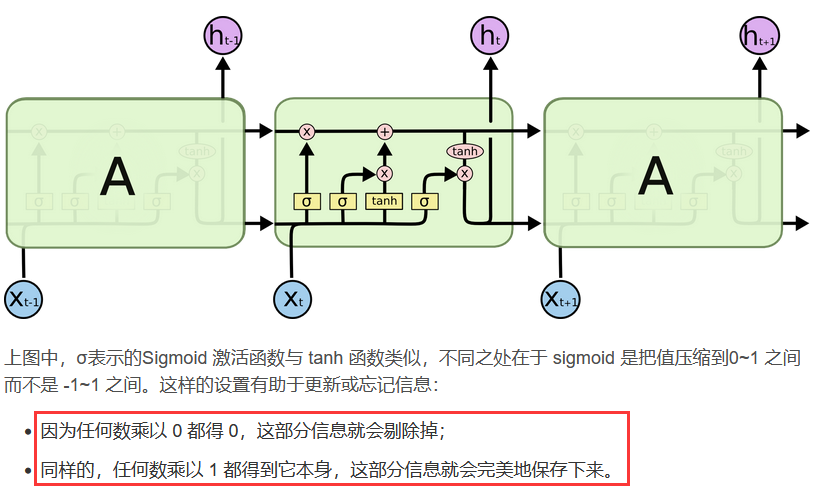 h t-1
h t
h t+1
x + tanh x
x + tanh x
x + tanh x
A
x x
A
σ σ tanh σ
σ σ tanh σ
σ σ σ
X t-1
X t
X t+1
上图中，σ表示的Sigmoid 激活函数与 tanh 函数类似，不同之处在于 sigmoid 是把值压缩到0~1 之间
而不是 -1~1 之间。这样的设置有助于更新或忘记信息：
• 因为任何数乘以 0 都得 0，这部分信息就会剔除掉；
• 同样的，任何数乘以 1 都得到它本身，这部分信息就会完美地保存下来。